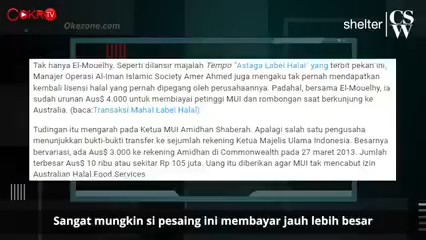 Okezone.com
COKRO TV
shelter
CSW
Tak hanya El-Mouelhy. Seperti dilansir majalah Tempo "Astaga Label Halal" yang terbit pekan ini,
Manajer Operasi Al-Iman Islamic Society Amer Ahmed juga mengaku tak pernah mendapatkan
kembali lisensi halal yang pernah dipegang oleh perusahaannya. Padahal, bersama El-Mouelhy, ia
sudah urunan Aus$ 4.000 untuk membiayai petinggi MUI dan rombongan saat berkunjung ke
Australia. (baca:Transaksi Mahal Label Halal)
Tudingan itu mengarah pada Ketua MUI Amidhan Shaberah. Apalagi salah satu pengusaha
menunjukkan bukti-bukti transfer ke sejumlah rekening Ketua Majelis Ulama Indonesia. Besarnya
bervariasi, ada Aus$ 3.000 ke rekening Amidhan di Commonwealth pada 27 maret 2013. Jumlah
terbesar Aus$ 10 ribu atau sekitar Rp 105 juta. Uang itu diberikan agar MUI tak mencabut izin
Australian Halal Food Services
Sangat mungkin si pesaing ini membayar jauh lebih besar